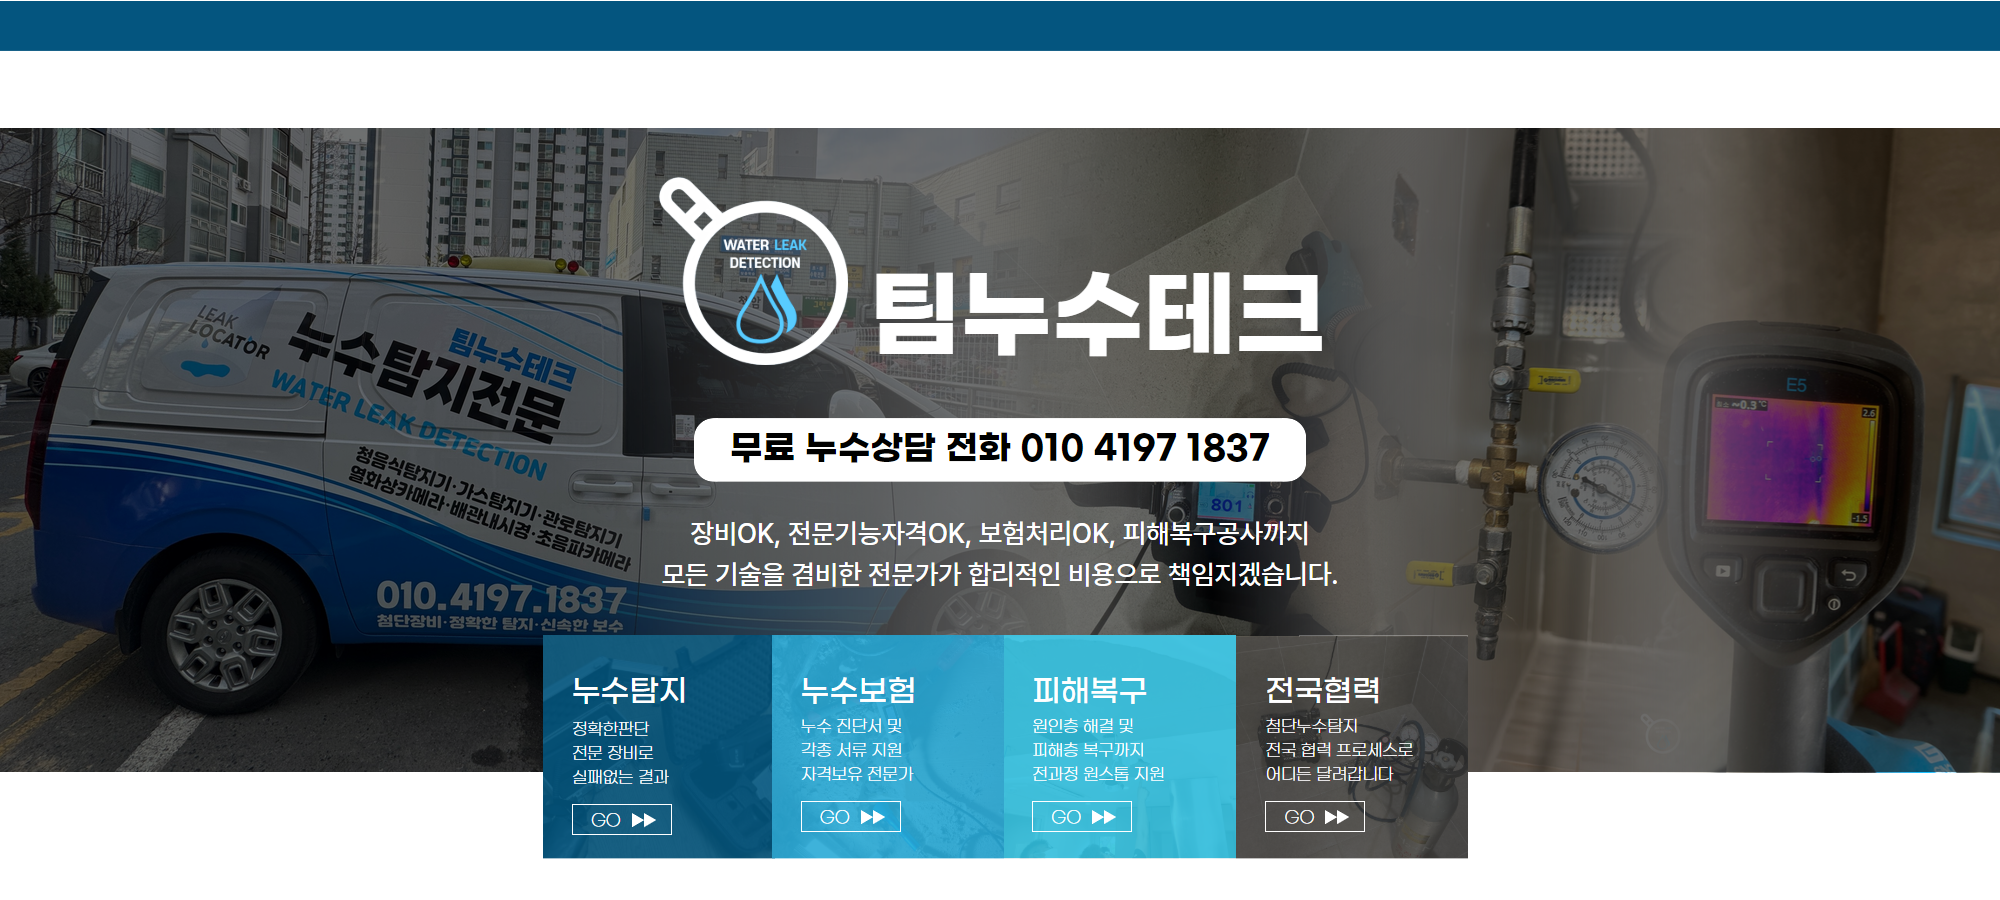 WATER LEAK
DETECTION
팀누수테크
LEAK
LOCATOR
팀누수테크
누수탐지전문
WATER LEAK DETECTION
청음식탐지기·가스탐지기·관로탐지기
열화상카메라·배관내시경·초음파카메라
010.4197.1837
첨단장비·정확한 탐지·신속한 보수
무료 누수상담 전화 010 4197 1837
801
E5
2.6
-1.5
장비OK, 전문기능자격OK, 보험처리OK, 피해복구공사까지
모든 기술을 겸비한 전문가가 합리적인 비용으로 책임지겠습니다.
누수탐지
정확한판단
전문 장비로
실패없는 결과
GO
누수보험
누수 진단서 및
각종 서류 지원
자격보유 전문가
GO
피해복구
원인층 해결 및
피해층 복구까지
전과정 원스톱 지원
GO
전국협력
첨단누수탐지
전국 협력 프로세스로
어디든 달려갑니다
GO